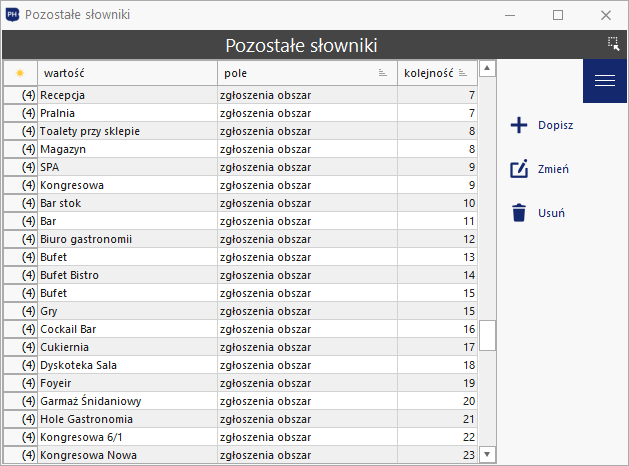 PH Pozostałe słowniki
Pozostałe słowniki
wartość pole kolejność
(4) Recepcja zgłoszenia obszar 7
(4) Pralnia zgłoszenia obszar 7
(4) Toalety przy sklepie zgłoszenia obszar 8
(4) Magazyn zgłoszenia obszar 8
(4) SPA zgłoszenia obszar 9
(4) Kongresowa zgłoszenia obszar 9
(4) Bar stok zgłoszenia obszar 10
(4) Bar zgłoszenia obszar 11
(4) Biuro gastronomii zgłoszenia obszar 12
(4) Bufet zgłoszenia obszar 13
(4) Bufet Bistro zgłoszenia obszar 14
(4) Bufet zgłoszenia obszar 15
(4) Gry zgłoszenia obszar 15
(4) Cockail Bar zgłoszenia obszar 16
(4) Cukiernia zgłoszenia obszar 17
(4) Dyskoteka Sala zgłoszenia obszar 18
(4) Foyeir zgłoszenia obszar 19
(4) Garmaż Śnidaniowy zgłoszenia obszar 20
(4) Hole Gastronomia zgłoszenia obszar 21
(4) Kongresowa 6/1 zgłoszenia obszar 22
(4) Kongresowa Nowa zgłoszenia obszar 23
Dopisz
Zmień
Usuń